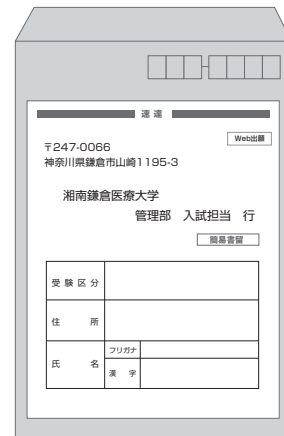 速達
Web出願
〒247-0066
神奈川県鎌倉市山崎1195-3
湘南鎌倉医療大学
管理部 入試担当 行
簡易書留
受験区分
住所
氏名
フリガナ
漢字